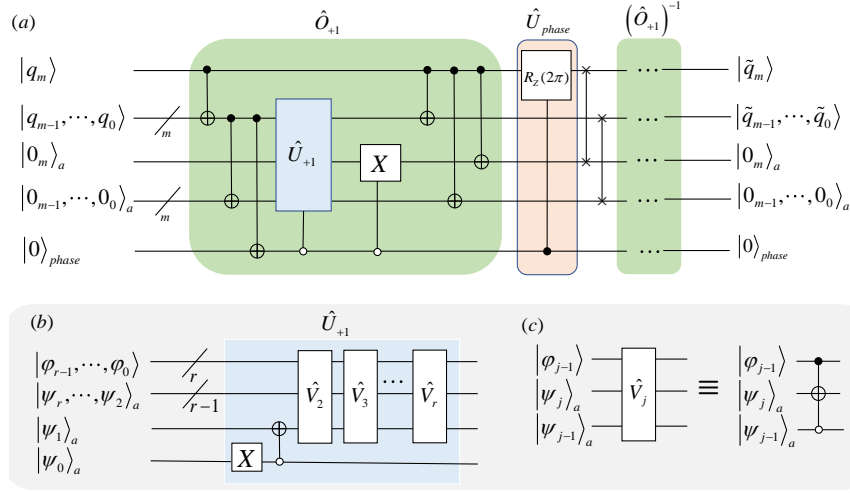 (a) Ô₊₁ Û_phase (Ô₊₁)⁻¹
|q_m⟩ R_Z(2π) ⋯ |q̃_m⟩
|q_{m-1},⋯,q_0⟩ m ⋯ |q̃_{m-1},⋯,q̃_0⟩
|0_m⟩_a Û₊₁ X ⋯ |0_m⟩_a
|0_{m-1},⋯,0_0⟩_a m ⋯ |0_{m-1},⋯,0_0⟩_a
|0⟩_phase ⋯ |0⟩_phase
(b) Û₊₁
|φ_{r-1},⋯,φ_0⟩ r
|ψ_r,⋯,ψ_2⟩_a r-1 V̂_2 V̂_3 ⋯ V̂_r
|ψ_1⟩_a
|ψ_0⟩_a X
(c)
|φ_{j-1}⟩ |φ_{j-1}⟩
|ψ_j⟩_a V̂_j ≡ |ψ_j⟩_a
|ψ_{j-1}⟩_a |ψ_{j-1}⟩_a